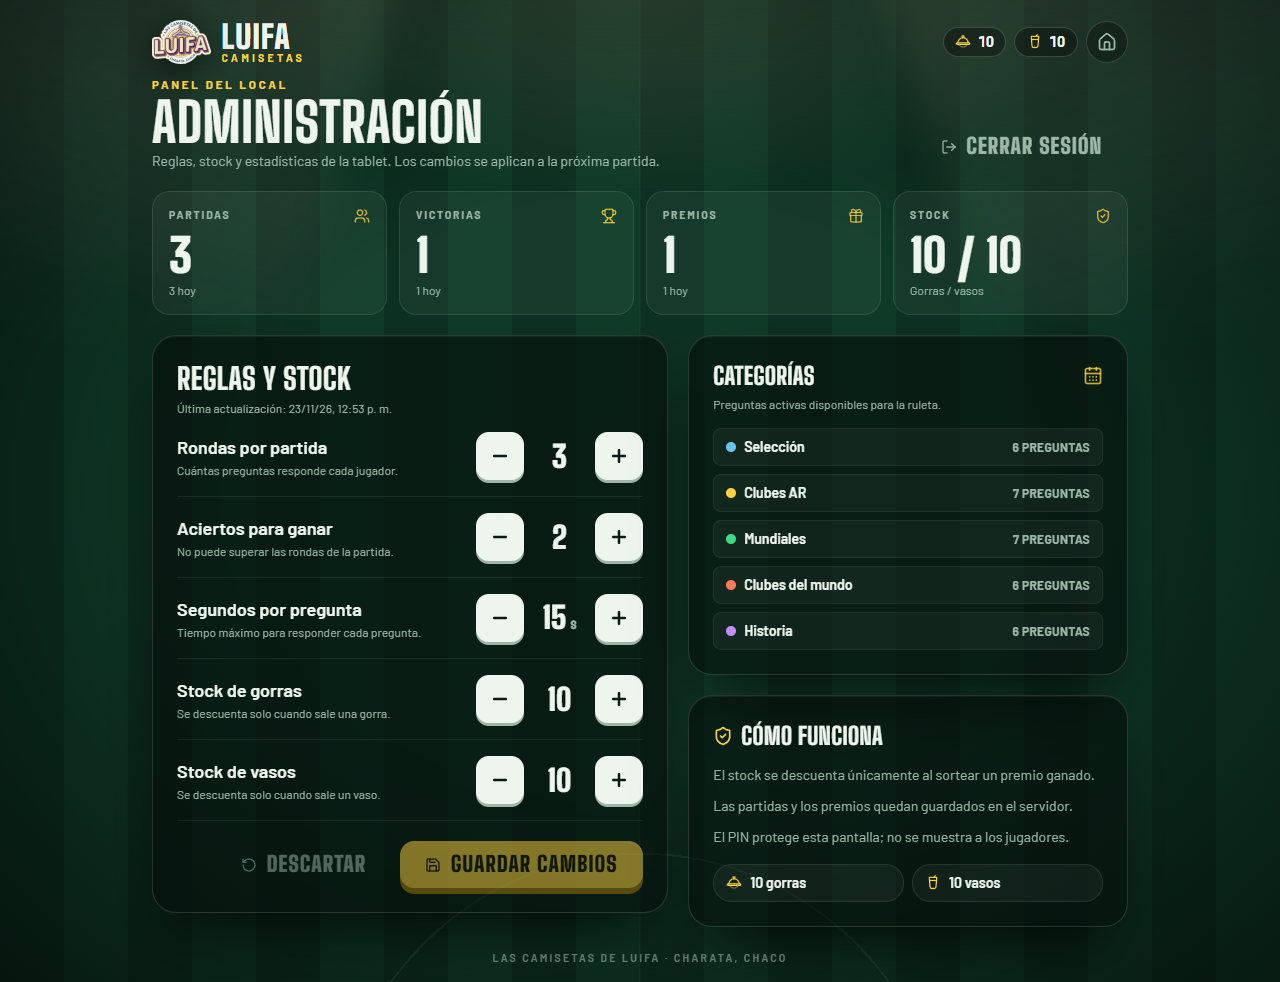 LUIFA
LUIFA
CAMISETAS
10
10
PANEL DEL LOCAL
ADMINISTRACIÓN
Reglas, stock y estadísticas de la tablet. Los cambios se aplican a la próxima partida.
CERRAR SESIÓN
PARTIDAS
3
3 hoy
VICTORIAS
1
1 hoy
PREMIOS
1
1 hoy
STOCK
10 / 10
Gorras / vasos
REGLAS Y STOCK
Última actualización: 23/11/26, 12:53 p. m.
Rondas por partida
Cuántas preguntas responde cada jugador.
− 3 +
Aciertos para ganar
No puede superar las rondas de la partida.
− 2 +
Segundos por pregunta
Tiempo máximo para responder cada pregunta.
− 15 s +
Stock de gorras
Se descuenta solo cuando sale una gorra.
− 10 +
Stock de vasos
Se descuenta solo cuando sale un vaso.
− 10 +
DESCARTAR
GUARDAR CAMBIOS
CATEGORÍAS
Preguntas activas disponibles para la ruleta.
Selección 6 PREGUNTAS
Clubes AR 7 PREGUNTAS
Mundiales 7 PREGUNTAS
Clubes del mundo 6 PREGUNTAS
Historia 6 PREGUNTAS
CÓMO FUNCIONA
El stock se descuenta únicamente al sortear un premio ganado.
Las partidas y los premios quedan guardados en el servidor.
El PIN protege esta pantalla; no se muestra a los jugadores.
10 gorras
10 vasos
LAS CAMISETAS DE LUIFA · CHARATA, CHACO